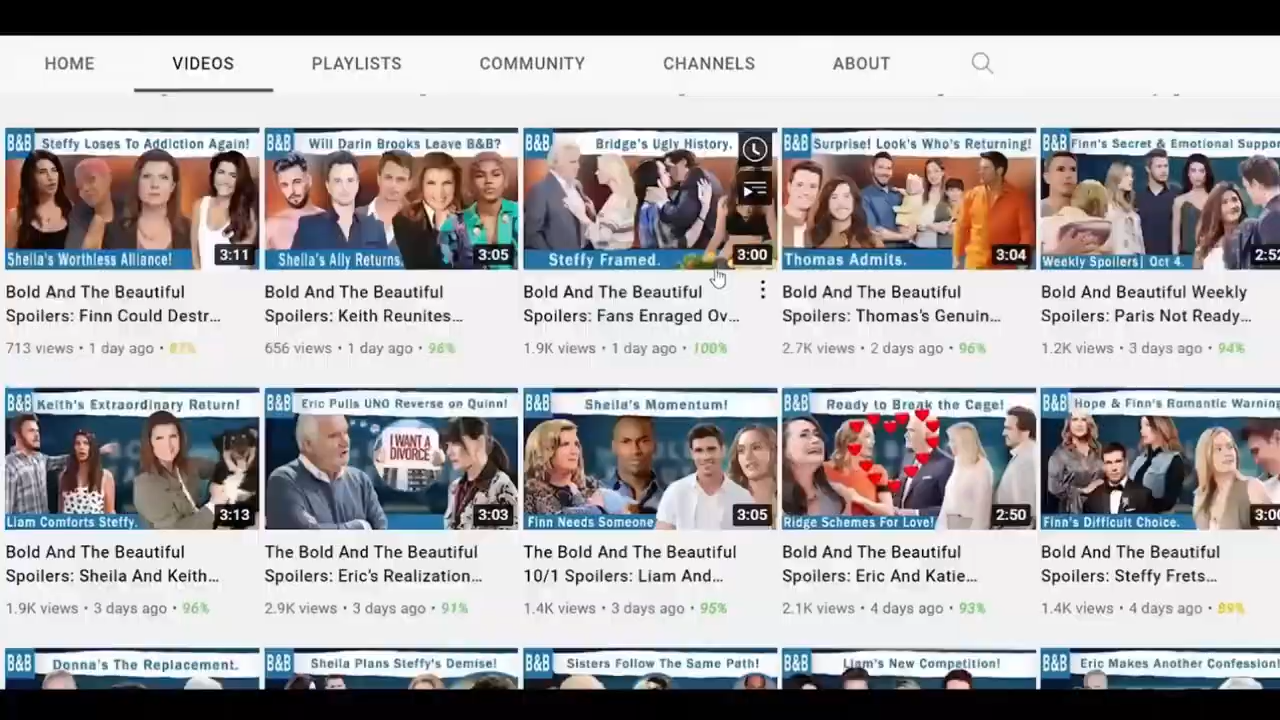 HOME VIDEOS PLAYLISTS COMMUNITY CHANNELS ABOUT
B&B Steffy Loses To Addiction Again!
Sheila's Worthless Alliance!
3:11
B&B Will Darin Brooks Leave B&B?
Sheila's Ally Returns.
3:05
B&B Bridge's Ugly History.
Steffy Framed.
3:00
B&B Surprise! Look's Who's Returning!
Thomas Admits.
3:04
B&B Finn's Secret & Emotional Suppor
Weekly Spoilers| Oct 4.
2:52
Bold And The Beautiful
Spoilers: Finn Could Destr...
713 views • 1 day ago • 87%
Bold And The Beautiful
Spoilers: Keith Reunites...
656 views • 1 day ago • 96%
Bold And The Beautiful
Spoilers: Fans Enraged Ov...
1.9K views • 1 day ago • 100%
Bold And The Beautiful
Spoilers: Thomas's Genuin...
2.7K views • 2 days ago • 96%
Bold And Beautiful Weekly
Spoilers: Paris Not Ready...
1.2K views • 3 days ago • 94%
B&B Keith's Extraordinary Return!
Liam Comforts Steffy.
3:13
B&B Eric Pulls UNO Reverse on Quinn!
I WANT A
DIVORCE
3:03
B&B Sheila's Momentum!
Finn Needs Someone
3:05
B&B Ready to Break the Cage!
Ridge Schemes For Love!
2:50
B&B Hope & Finn's Romantic Warning
Finn's Difficult Choice.
3:00
Bold And The Beautiful
Spoilers: Sheila And Keith...
1.9K views • 3 days ago • 96%
The Bold And The Beautiful
Spoilers: Eric's Realization...
2.9K views • 3 days ago • 91%
The Bold And The Beautiful
10/1 Spoilers: Liam And...
1.4K views • 3 days ago • 95%
Bold And The Beautiful
Spoilers: Eric And Katie...
2.1K views • 4 days ago • 93%
Bold And The Beautiful
Spoilers: Steffy Frets...
1.4K views • 4 days ago • 89%
B&B Donna's The Replacement.
B&B Sheila Plans Steffy's Demise!
B&B Sisters Follow The Same Path!
B&B Liam's New Competition!
B&B Eric Makes Another Confession!